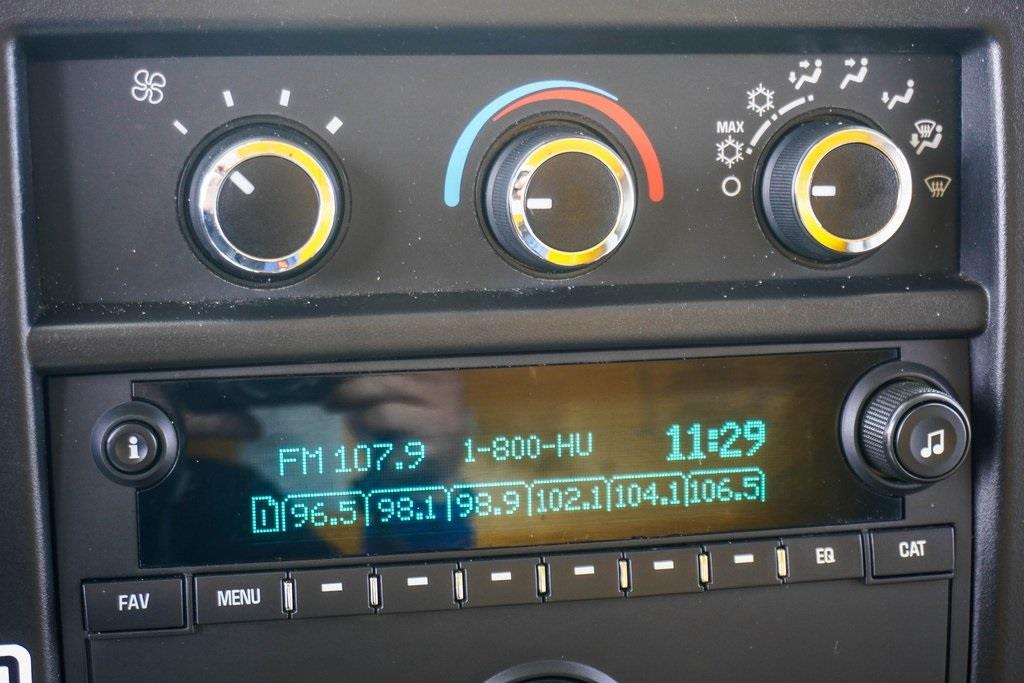 MAX
FM 107.9 1-800-HU 11:29
1 96.5 98.1 98.9 102.1 104.1 106.5
FAV MENU EQ CAT